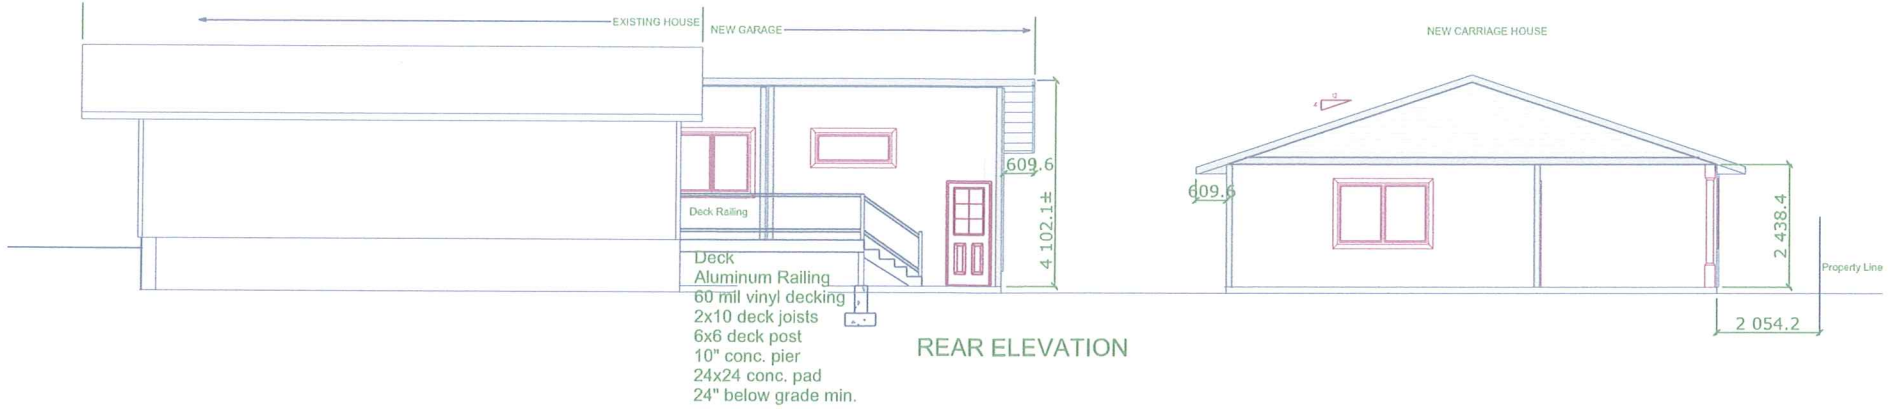 EXISTING HOUSE
NEW GARAGE
NEW CARRIAGE HOUSE
12
4
609.6
4 102.1±
609.6
2 438.4
Deck Railing
Property Line
Deck
Aluminum Railing
60 mil vinyl decking
2x10 deck joists
6x6 deck post
10" conc. pier
24x24 conc. pad
24" below grade min.
2 054.2
REAR ELEVATION